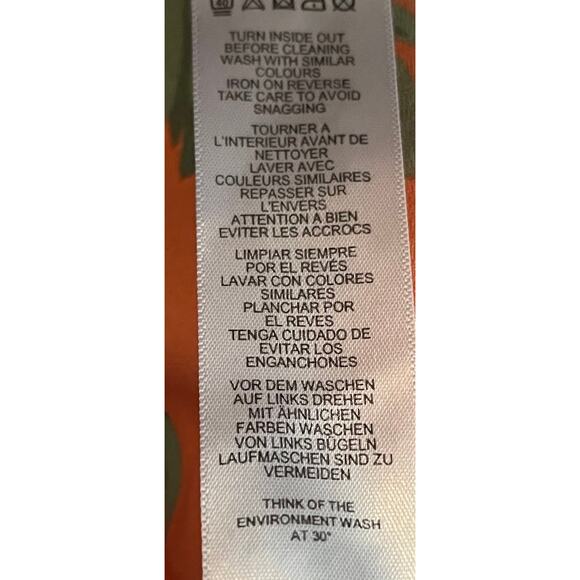 40
TURN INSIDE OUT
BEFORE CLEANING
WASH WITH SIMILAR
COLOURS
IRON ON REVERSE
TAKE CARE TO AVOID
SNAGGING
TOURNER A
L'INTERIEUR AVANT DE
NETTOYER
LAVER AVEC
COULEURS SIMILAIRES
REPASSER SUR
L'ENVERS
ATTENTION A BIEN
EVITER LES ACCROCS
LIMPIAR SIEMPRE
POR EL REVÉS
LAVAR CON COLORES
SIMILARES
PLANCHAR POR
EL REVES
TENGA CUIDADO DE
EVITAR LOS
ENGANCHONES
VOR DEM WASCHEN
AUF LINKS DREHEN
MIT ÄHNLICHEN
FARBEN WASCHEN
VON LINKS BÜGELN
LAUFMASCHEN SIND ZU
VERMEIDEN
THINK OF THE
ENVIRONMENT WASH
AT 30°